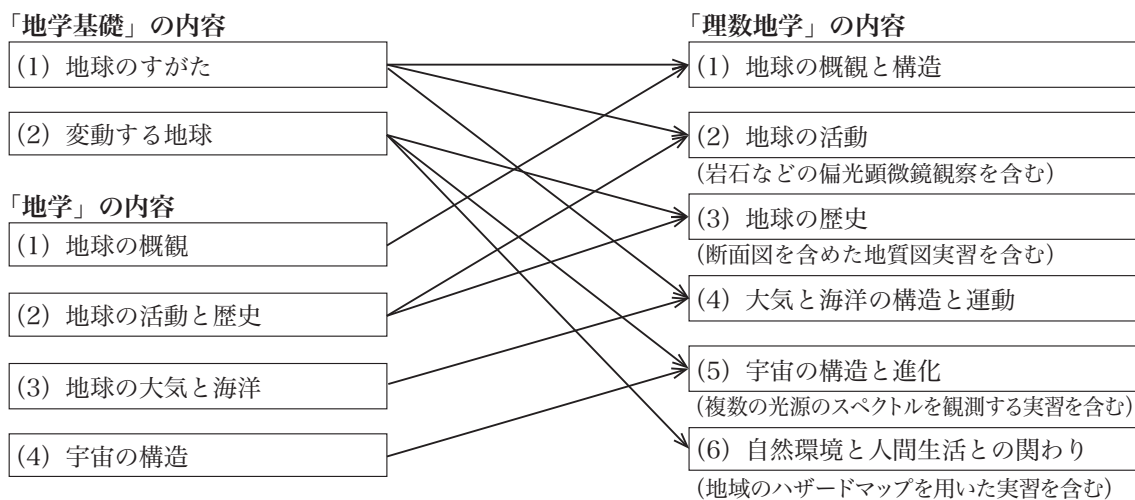 「地学基礎」の内容
(1) 地球のすがた
(2) 変動する地球
「地学」の内容
(1) 地球の概観
(2) 地球の活動と歴史
(3) 地球の大気と海洋
(4) 宇宙の構造
「理数地学」の内容
(1) 地球の概観と構造
(2) 地球の活動
(岩石などの偏光顕微鏡観察を含む)
(3) 地球の歴史
(断面図を含めた地質図実習を含む)
(4) 大気と海洋の構造と運動
(5) 宇宙の構造と進化
(複数の光源のスペクトルを観測する実習を含む)
(6) 自然環境と人間生活との関わり
(地域のハザードマップを用いた実習を含む)